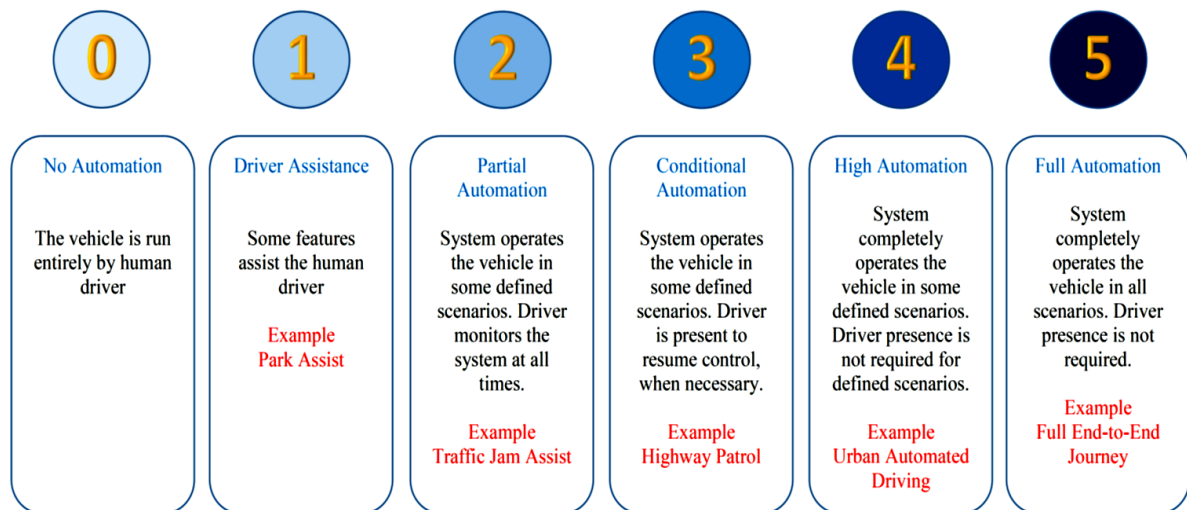 0
1
2
3
4
5
No Automation
The vehicle is run
entirely by human
driver
Driver Assistance
Some features
assist the human
driver
Example
Park Assist
Partial
Automation
System operates
the vehicle in
some defined
scenarios. Driver
monitors the
system at all
times.
Example
Traffic Jam Assist
Conditional
Automation
System operates
the vehicle in
some defined
scenarios. Driver
is present to
resume control,
when necessary.
Example
Highway Patrol
High Automation
System
completely
operates the
vehicle in some
defined scenarios.
Driver presence is
not required for
defined scenarios.
Example
Urban Automated
Driving
Full Automation
System
completely
operates the
vehicle in all
scenarios. Driver
presence is not
required.
Example
Full End-to-End
Journey